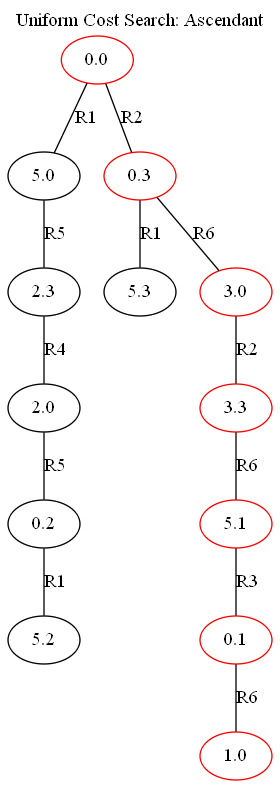 Uniform Cost Search: Ascendant
0.0
R1 R2
5.0 0.3
R5 R1 R6
2.3 5.3 3.0
R4 R2
2.0 3.3
R5 R6
0.2 5.1
R1 R3
5.2 0.1
R6
1.0